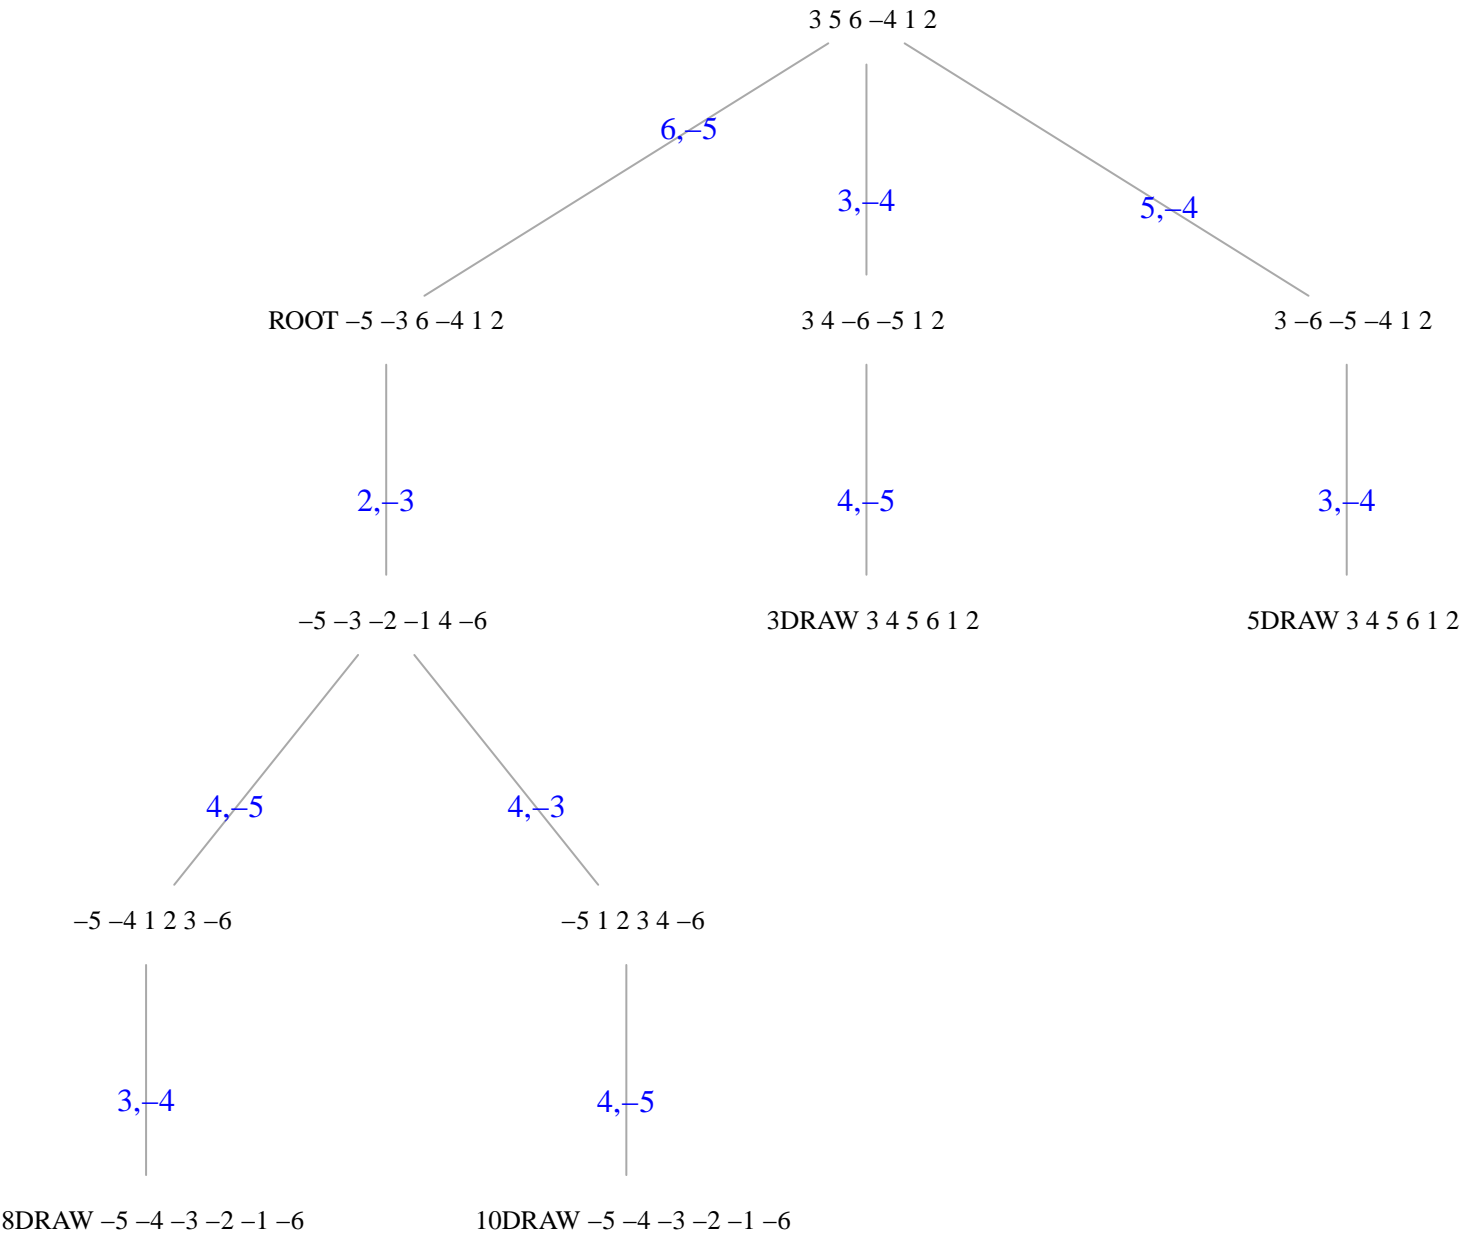 3 5 6 –4 1 2
6,–5
3,–4
5,–4
ROOT –5 –3 6 –4 1 2
3 4 –6 –5 1 2
3 –6 –5 –4 1 2
2,–3
4,–5
3,–4
–5 –3 –2 –1 4 –6
3DRAW 3 4 5 6 1 2
5DRAW 3 4 5 6 1 2
4,–5
4,–3
–5 –4 1 2 3 –6
–5 1 2 3 4 –6
3,–4
4,–5
8DRAW –5 –4 –3 –2 –1 –6
10DRAW –5 –4 –3 –2 –1 –6